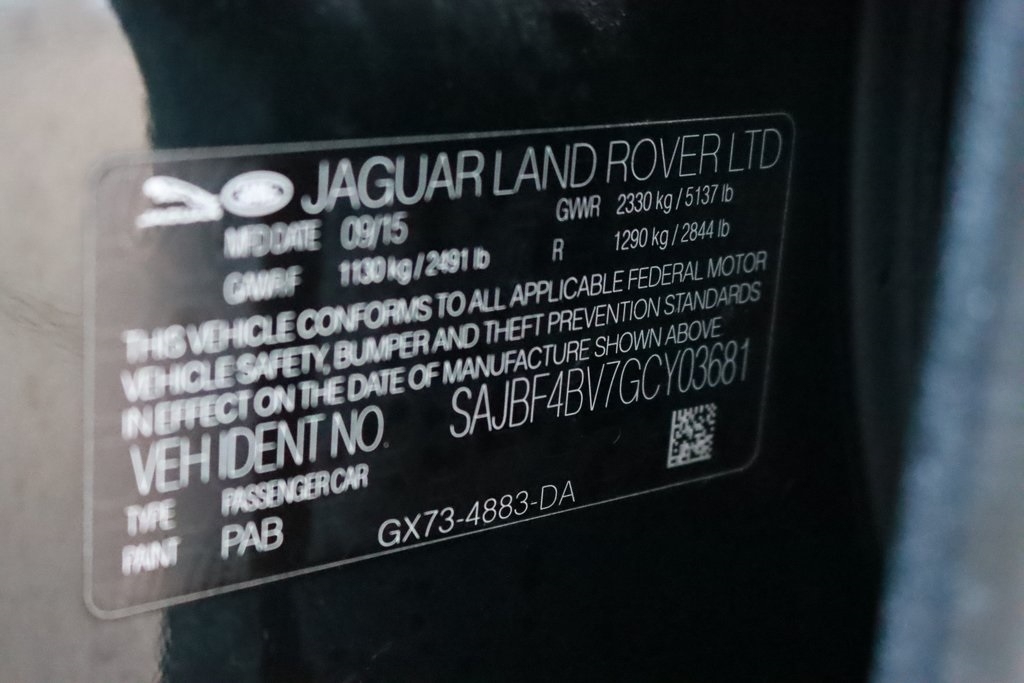 JAGUAR LAND ROVER LTD
MFD DATE 09/15 GVWR 2330 kg / 5137 lb
GAWR F 1130 kg / 2491 lb R 1290 kg / 2844 lb
THIS VEHICLE CONFORMS TO ALL APPLICABLE FEDERAL MOTOR
VEHICLE SAFETY, BUMPER AND THEFT PREVENTION STANDARDS
IN EFFECT ON THE DATE OF MANUFACTURE SHOWN ABOVE
VEH IDENT NO. SAJBF4BV7GCY03681
TYPE PASSENGER CAR
PAINT PAB GX73-4883-DA